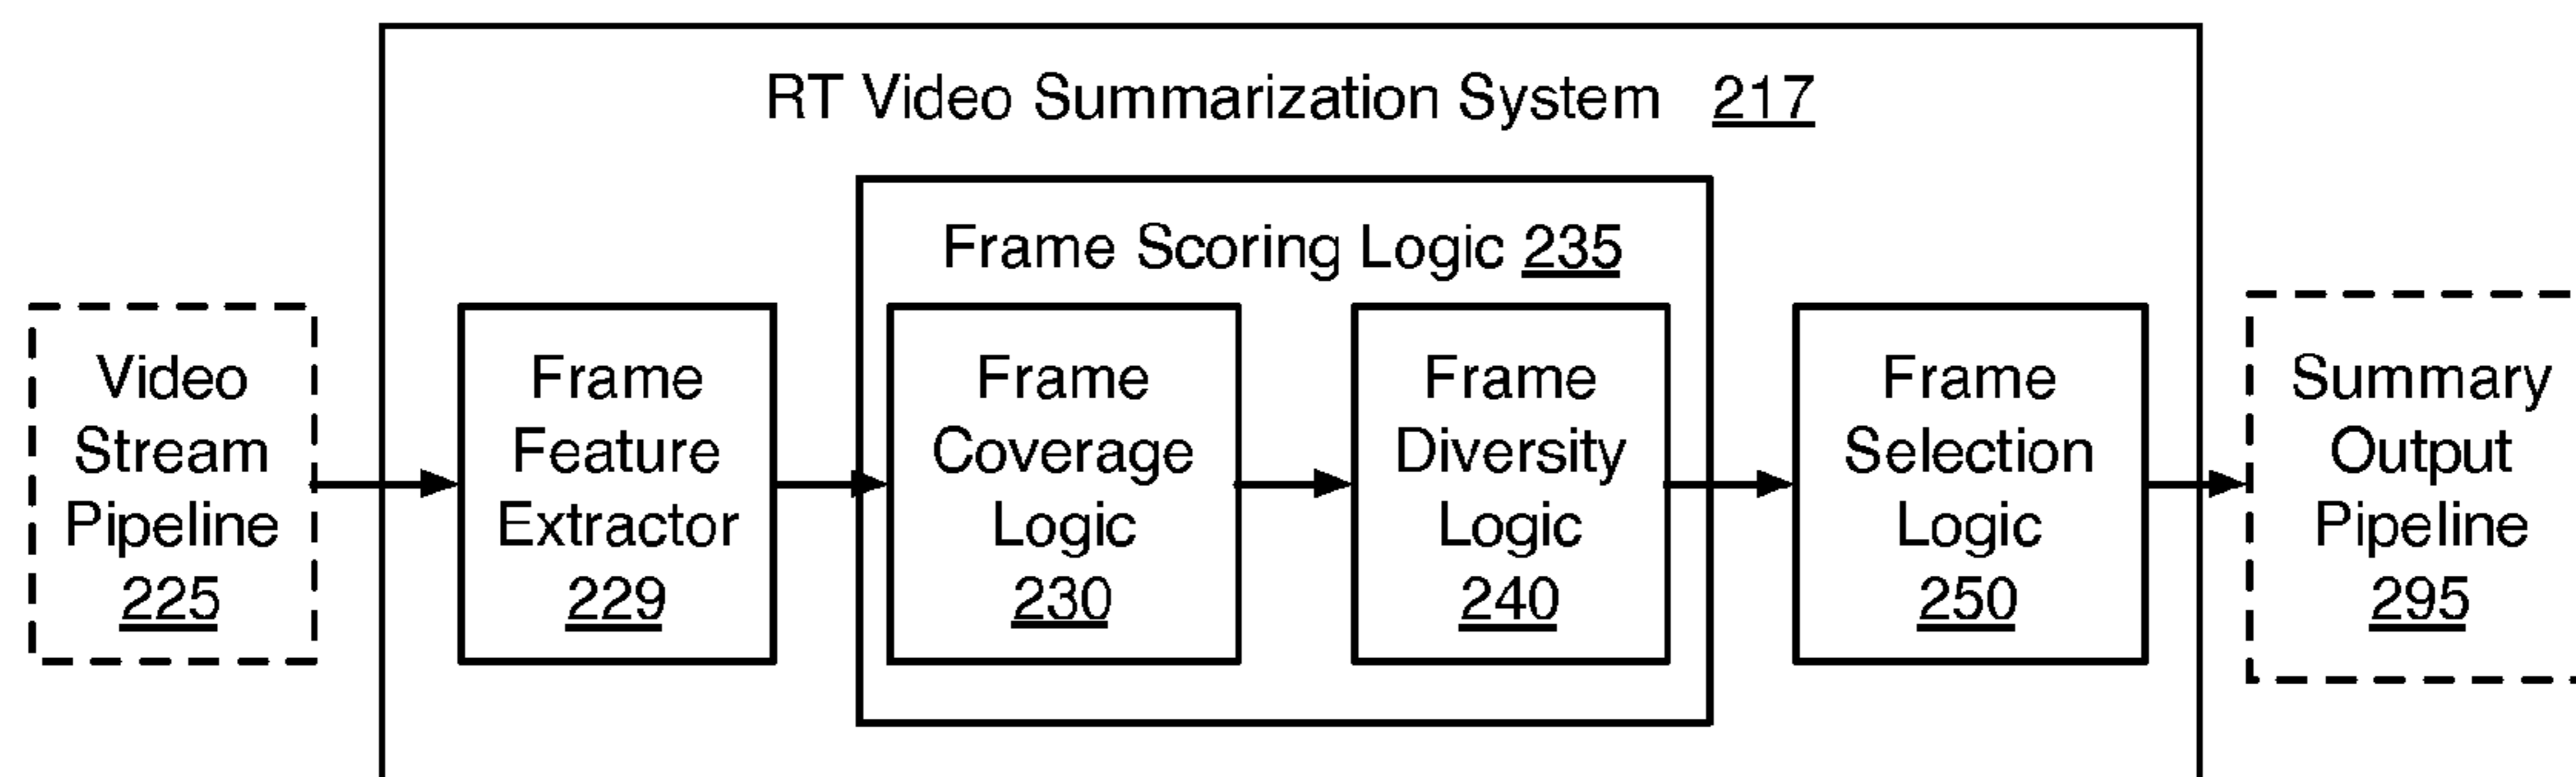 RT Video Summarization System 217
Frame Scoring Logic 235
Video
Stream
Pipeline
225
Frame
Feature
Extractor
229
Frame
Coverage
Logic
230
Frame
Diversity
Logic
240
Frame
Selection
Logic
250
Summary
Output
Pipeline
295